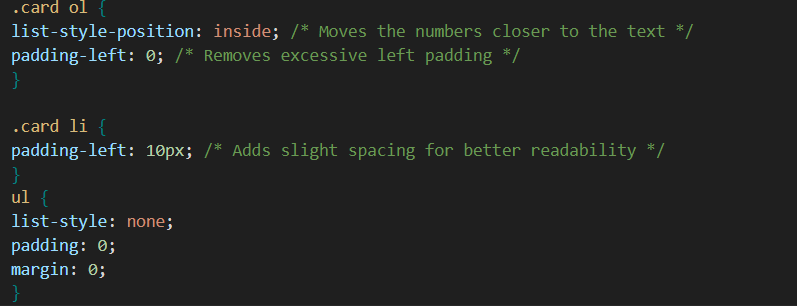 .card ol {
list-style-position: inside; /* Moves the numbers closer to the text */
padding-left: 0; /* Removes excessive left padding */
}
.card li {
padding-left: 10px; /* Adds slight spacing for better readability */
}
ul {
list-style: none;
padding: 0;
margin: 0;
}